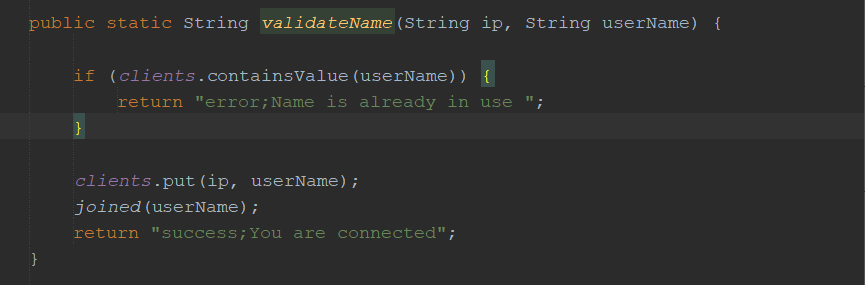 public static String validateName(String ip, String userName) {
if (clients.containsValue(userName)) {
return "error;Name is already in use ";
}
clients.put(ip, userName);
joined(userName);
return "success;You are connected";
}